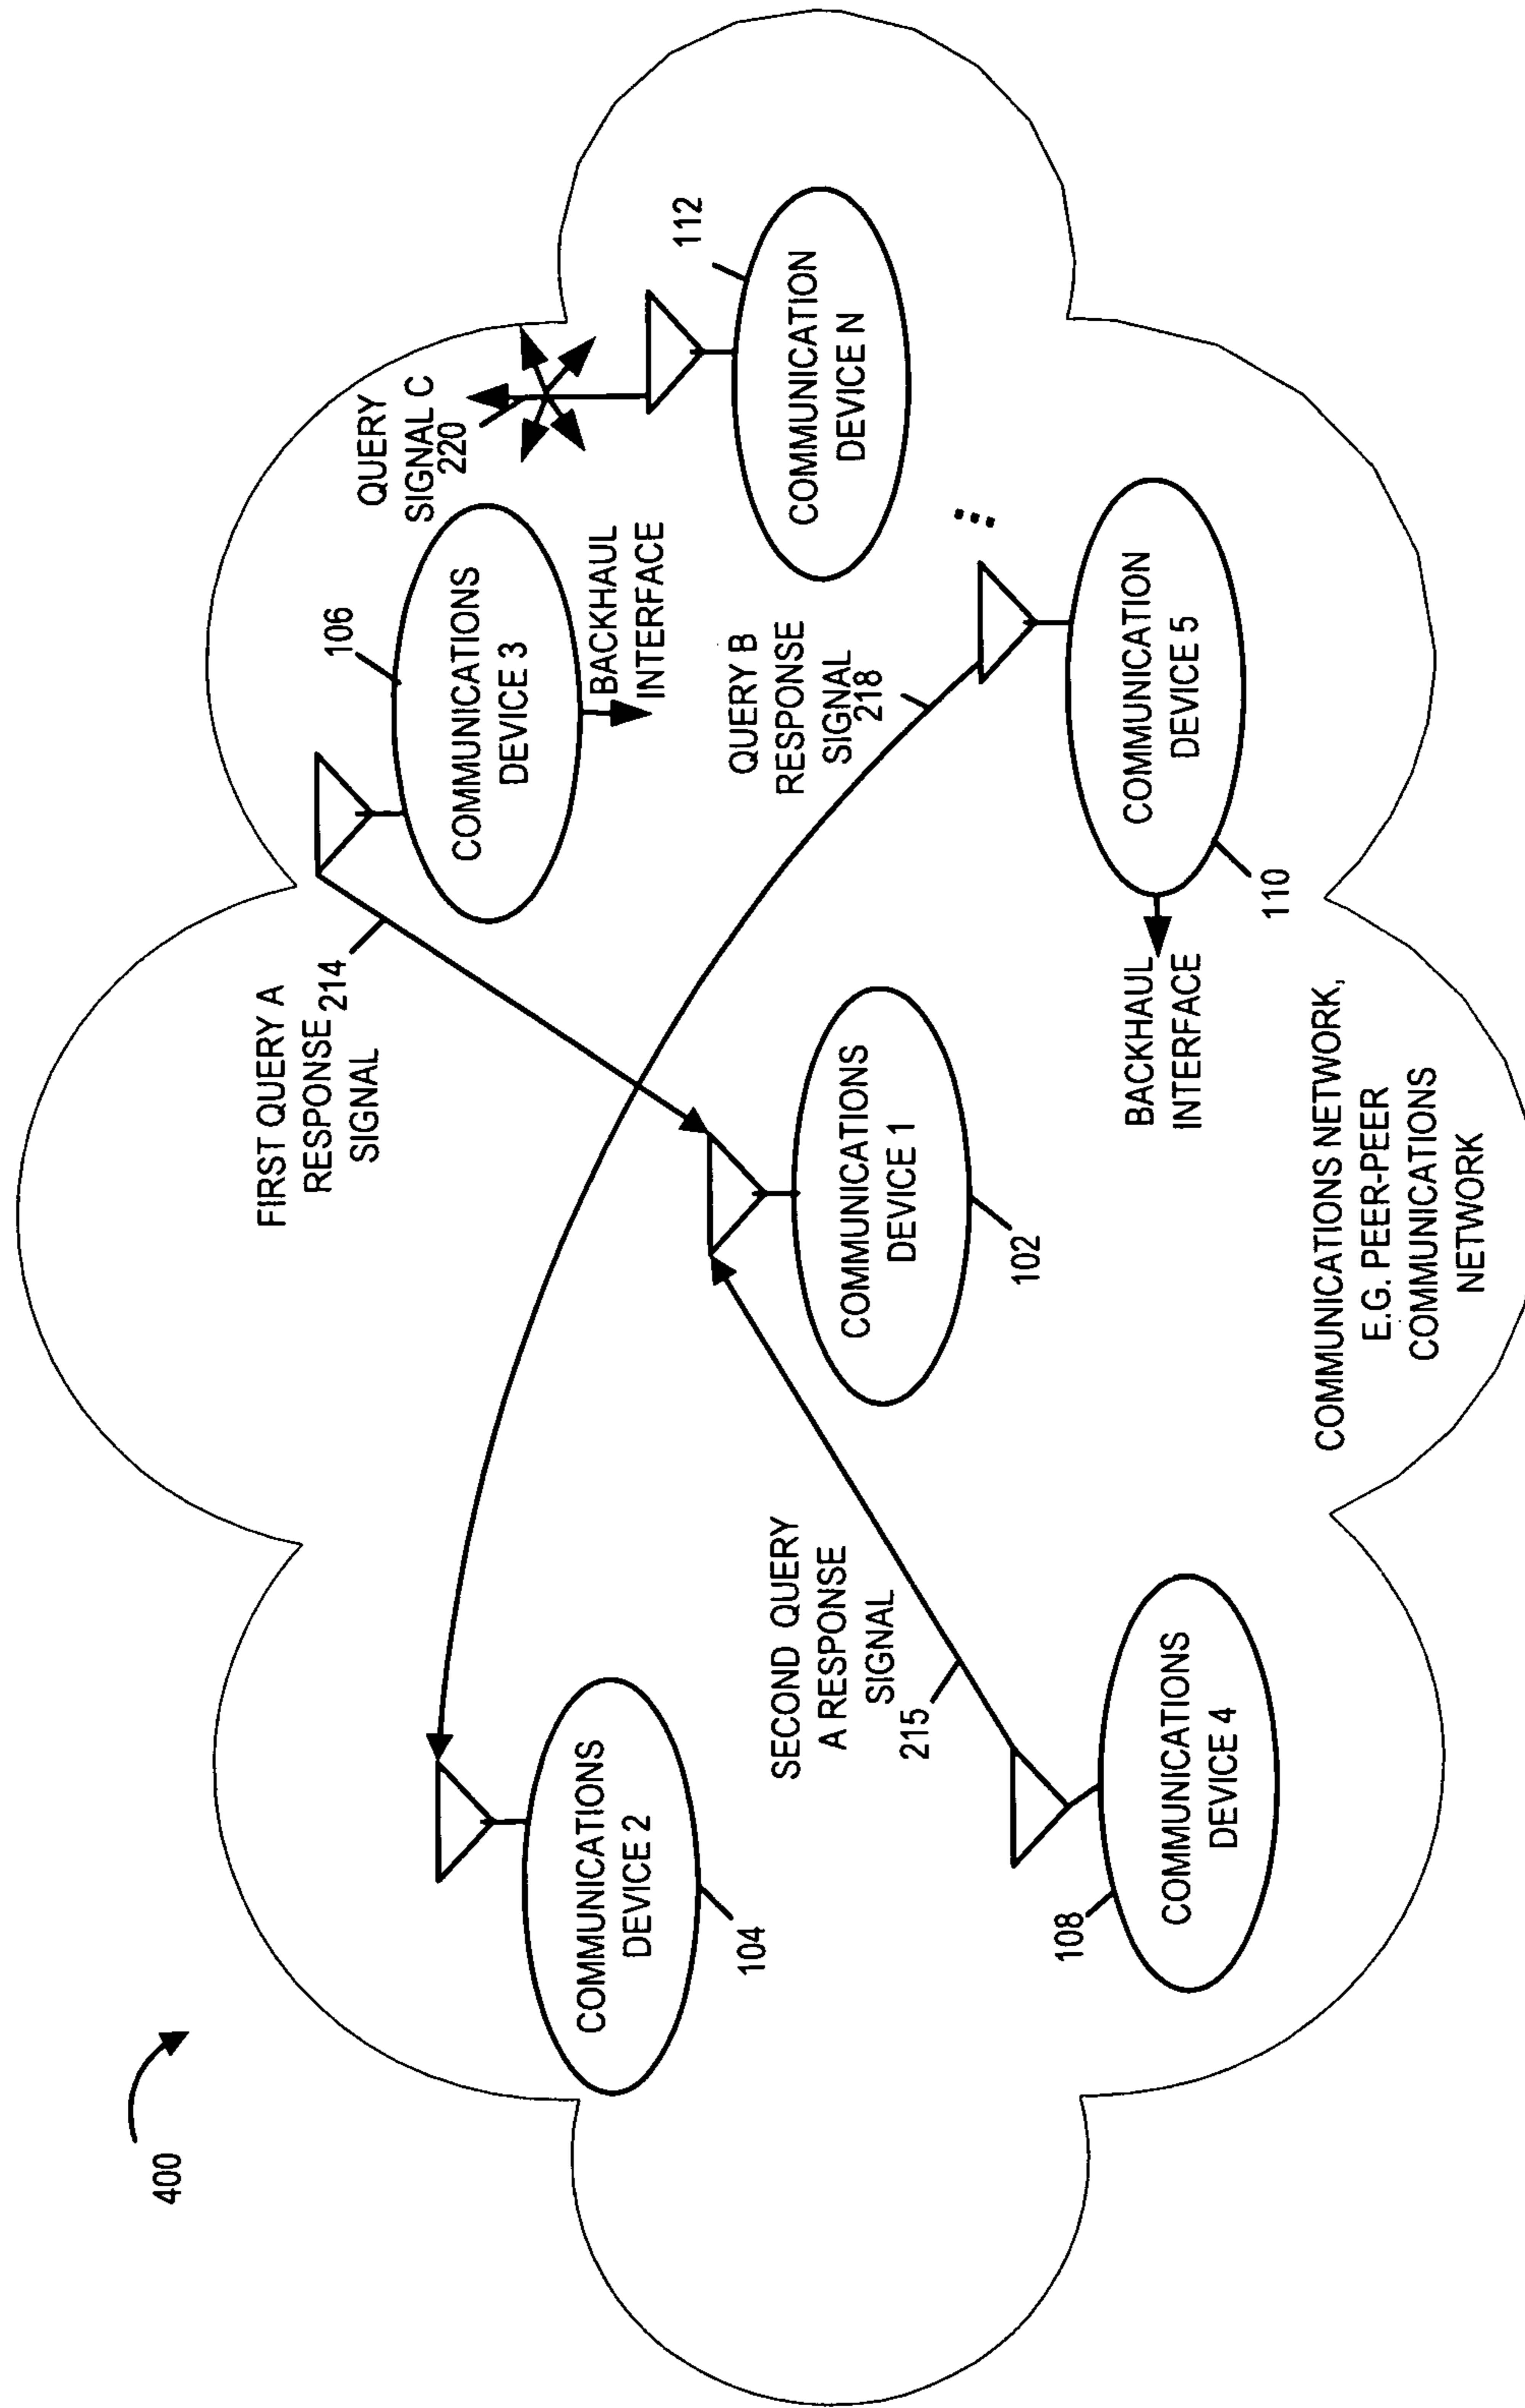 400
FIRST QUERY A
RESPONSE 214
SIGNAL
106
COMMUNICATIONS
DEVICE 3
BACKHAUL
INTERFACE
QUERY
SIGNAL C
220
112
COMMUNICATION
DEVICE N
COMMUNICATIONS
DEVICE 2
104
QUERY B
RESPONSE
SIGNAL
218
COMMUNICATIONS
DEVICE 1
102
SECOND QUERY
A RESPONSE
SIGNAL
215
108
COMMUNICATIONS
DEVICE 4
...
COMMUNICATION
DEVICE 5
110
BACKHAUL
INTERFACE
COMMUNICATIONS NETWORK,
E.G. PEER-PEER
COMMUNICATIONS
NETWORK